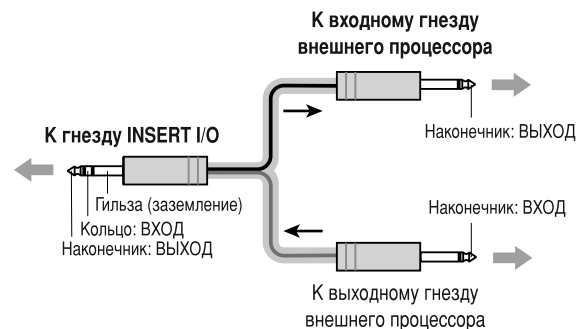 К входному гнезду
внешнего процессора
Наконечник: ВЫХОД
К гнезду INSERT I/O
Гильза (заземление)
Кольцо: ВХОД
Наконечник: ВЫХОД
Наконечник: ВХОД
К выходному гнезду
внешнего процессора